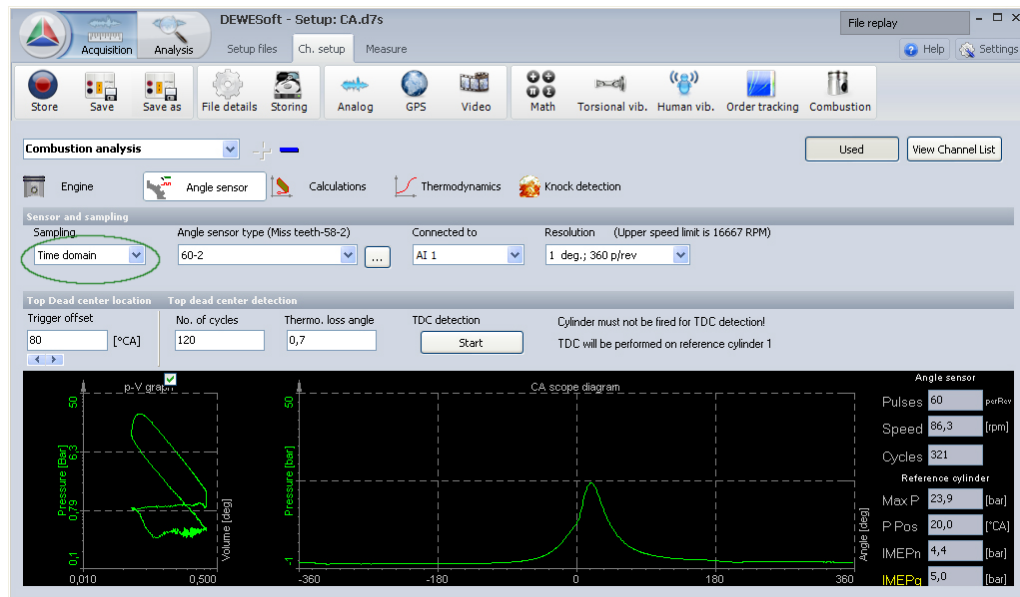 DEWESoft - Setup: CA.d7s
File replay
Acquisition Analysis Setup files Ch. setup Measure
Help Settings
Store Save Save as File details Storing Analog GPS Video Math Torsional vib. Human vib. Order tracking Combustion
Combustion analysis
Used View Channel List
Engine Angle sensor Calculations Thermodynamics Knock detection
Sensor and sampling
Sampling Angle sensor type (Miss teeth-58-2) Connected to Resolution (Upper speed limit is 16667 RPM)
Time domain 60-2 ... AI 1 1 deg.; 360 p/rev
Top Dead center location Top dead center detection
Trigger offset No. of cycles Thermo. loss angle TDC detection Cylinder must not be fired for TDC detection!
80 [°CA] 120 0,7 Start TDC will be performed on reference cylinder 1
p-V graph
CA scope diagram
Angle sensor
Pulses 60 perRev
Speed 86,3 [rpm]
Cycles 321
Reference cylinder
Max P 23,9 [bar]
P Pos 20,0 [°CA]
IMEPn 4,4 [bar]
IMEPg 5,0 [bar]
50
6,3
0,79
0,1
Pressure [Bar]
Volume [deg]
0,010 0,500
50
-1
Pressure [bar]
Angle [deg]
-360 -180 0 180 360